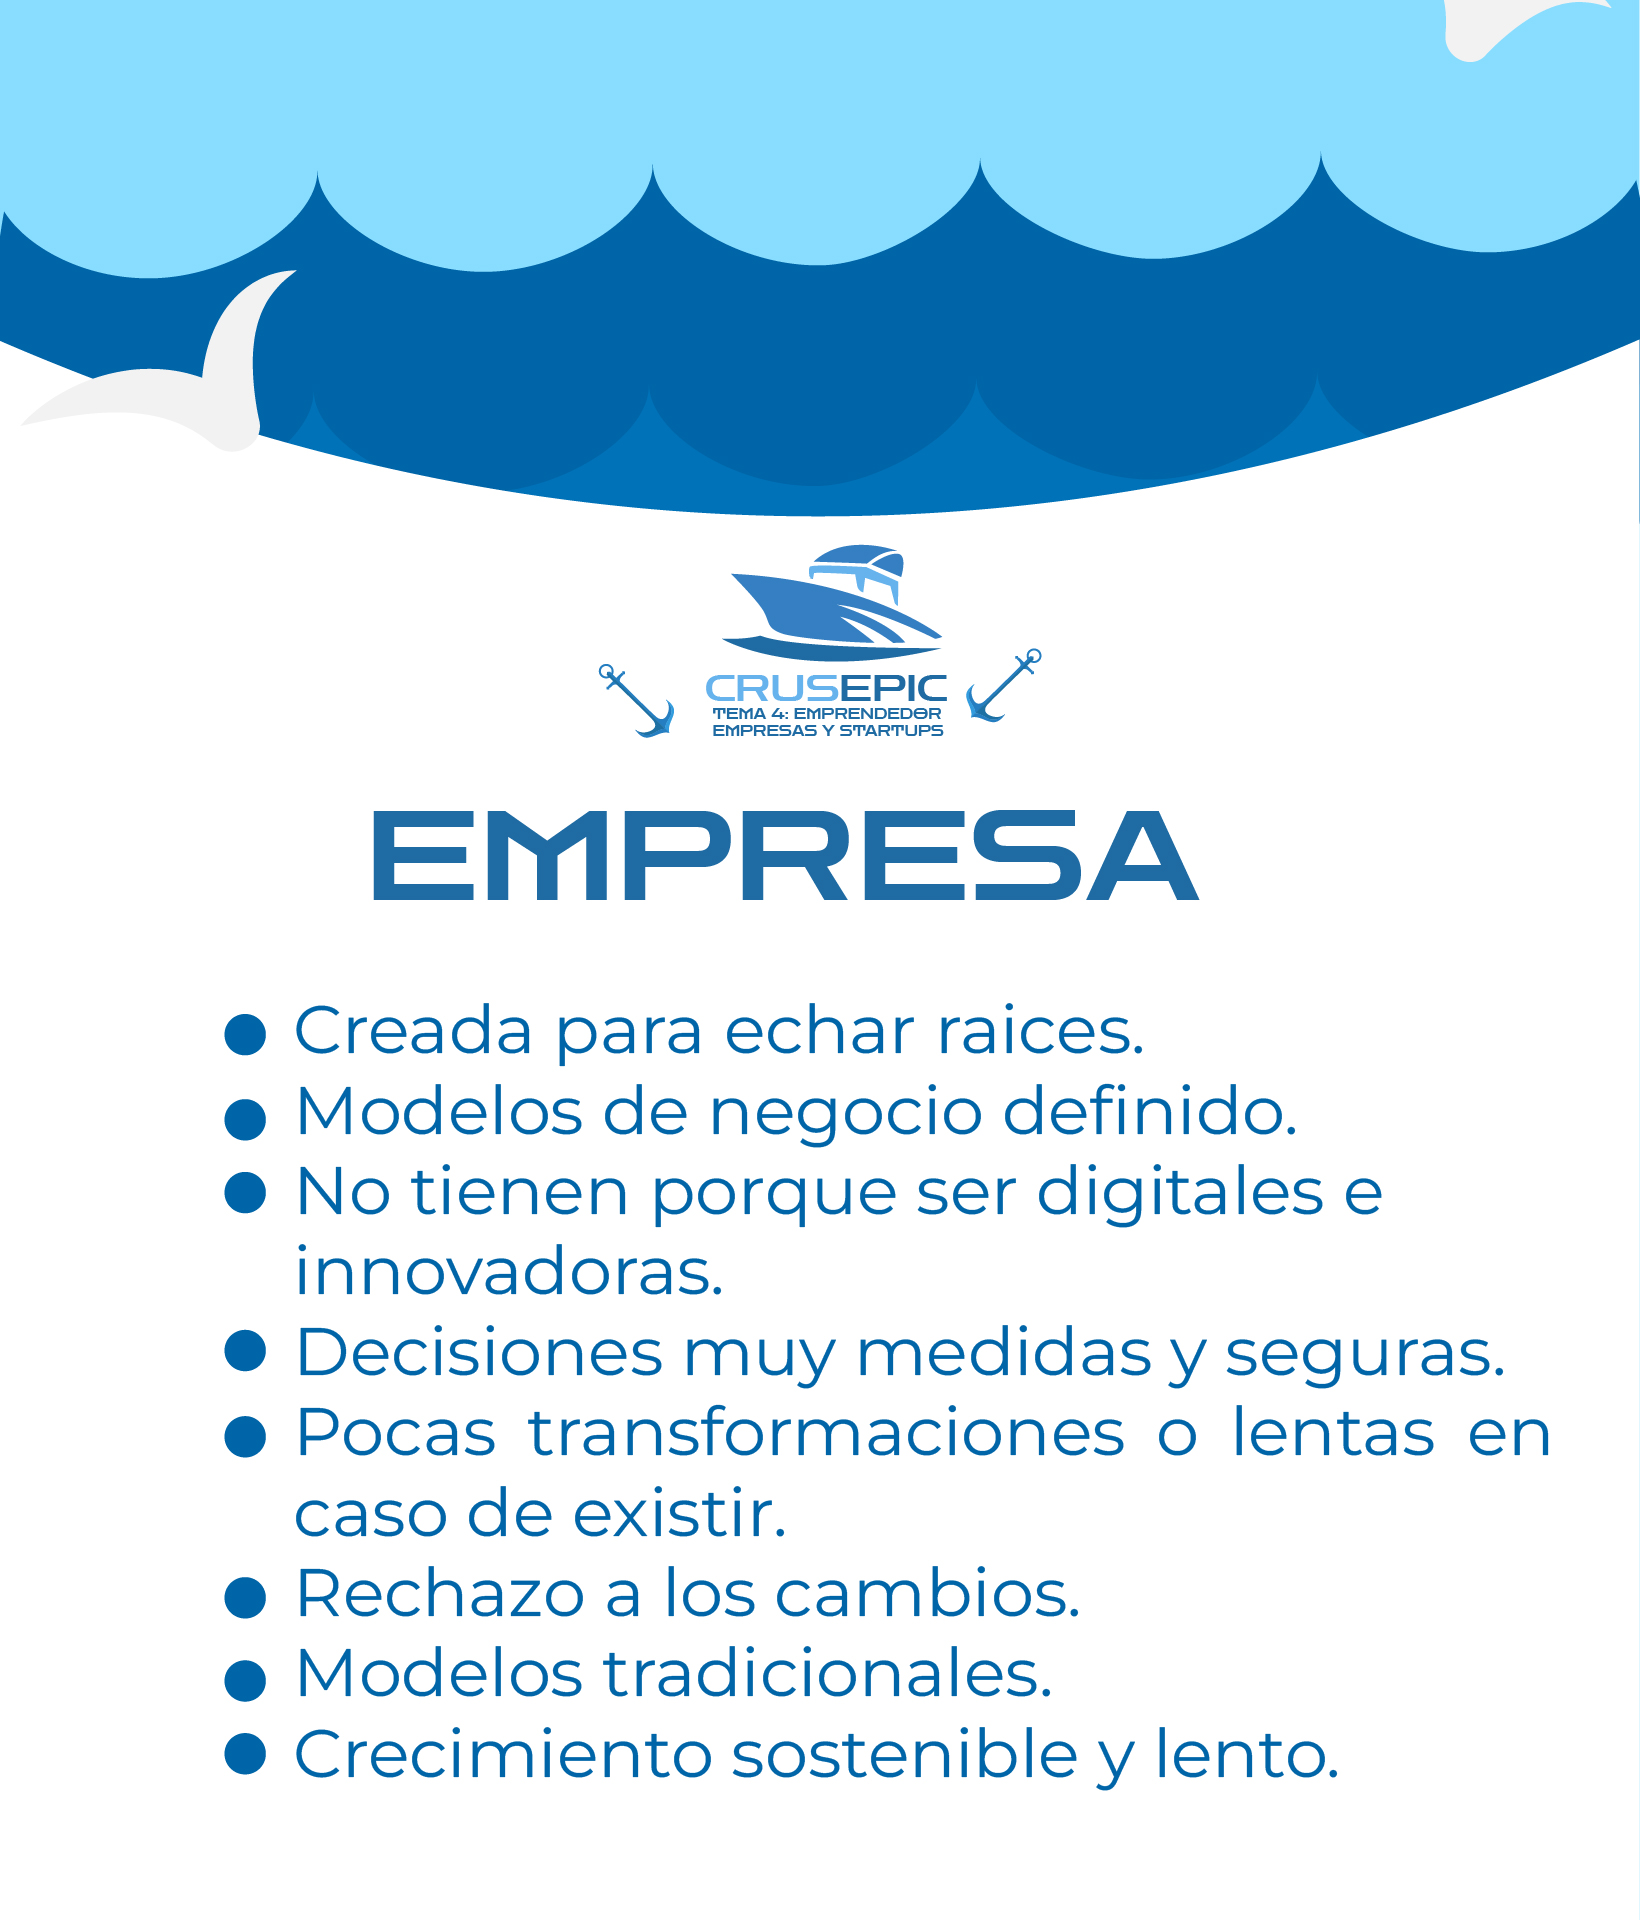 CRUSEPIC
TEMA 4: EMPRENDEDOR
EMPRESAS Y STARTUPS
EMPRESA
● Creada para echar raices.
● Modelos de negocio definido.
● No tienen porque ser digitales e
innovadoras.
● Decisiones muy medidas y seguras.
● Pocas transformaciones o lentas en
caso de existir.
● Rechazo a los cambios.
● Modelos tradicionales.
● Crecimiento sostenible y lento.